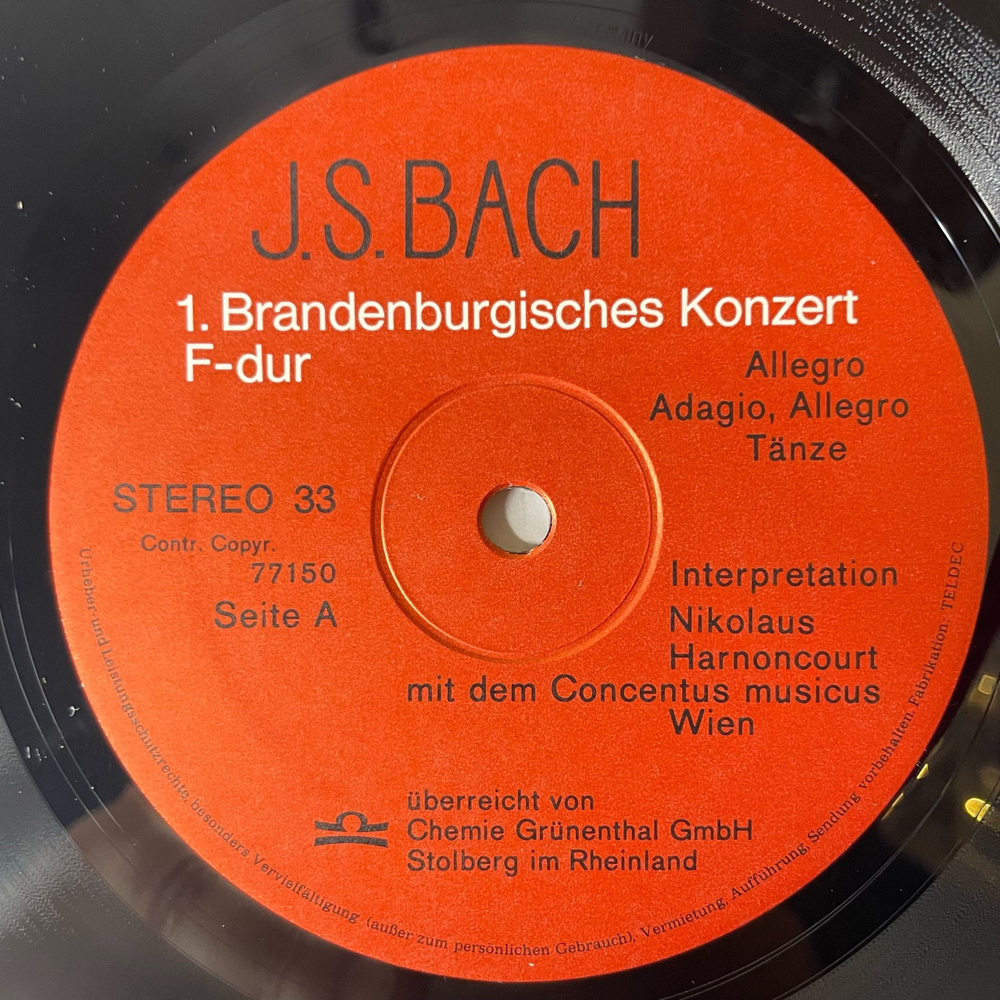 J.S.BACH
1. Brandenburgisches Konzert
F-dur
Allegro
Adagio, Allegro
Tänze
STEREO 33
Contr. Copyr.
77150
Seite A
Interpretation
Nikolaus
Harnoncourt
mit dem Concentus musicus
Wien
überreicht von
Chemie Grünenthal GmbH
Stolberg im Rheinland
Urheber- und Leistungsschutzrechte, besonders Vervielfältigung (außer zum persönlichen Gebrauch), Vermietung, Aufführung, Sendung vorbehalten. Fabrikation · TELDEC